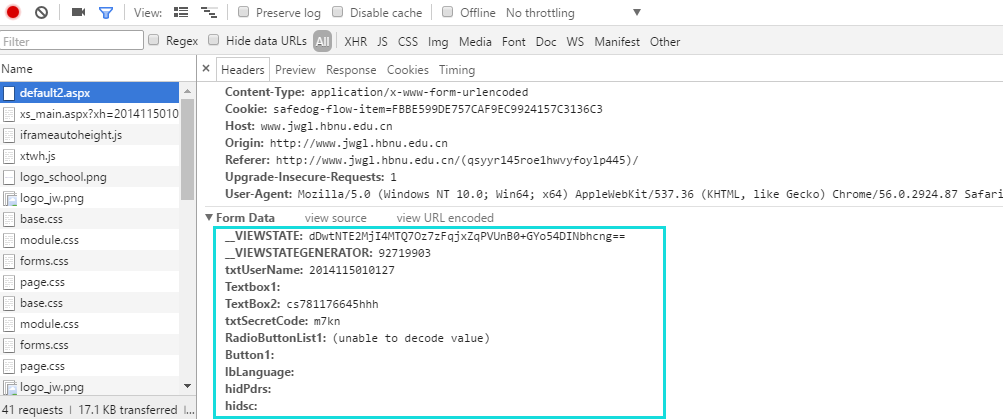 View: Preserve log Disable cache Offline No throttling
Filter Regex Hide data URLs All XHR JS CSS Img Media Font Doc WS Manifest Other
Name × Headers Preview Response Cookies Timing
default2.aspx
xs_main.aspx?xh=2014115010
iframeautoheight.js
xtwh.js
logo_school.png
logo_jw.png
base.css
module.css
forms.css
page.css
base.css
module.css
forms.css
page.css
logo_jw.png
41 requests | 17.1 KB transferred |
Content-Type: application/x-www-form-urlencoded
Cookie: safedog-flow-item=FBBE599DE757CAF9EC9924157C3136C3
Host: www.jwgl.hbnu.edu.cn
Origin: http://www.jwgl.hbnu.edu.cn
Referer: http://www.jwgl.hbnu.edu.cn/(qsyyr145roe1hwvyfoylp445)/
Upgrade-Insecure-Requests: 1
User-Agent: Mozilla/5.0 (Windows NT 10.0; Win64; x64) AppleWebKit/537.36 (KHTML, like Gecko) Chrome/56.0.2924.87 Safari
Form Data view source view URL encoded
__VIEWSTATE: dDwtNTE2MjI4MTQ7Oz7zFqjxZqPVUnB0+GYo54DINbhcng==
__VIEWSTATEGENERATOR: 92719903
txtUserName: 2014115010127
Textbox1:
TextBox2: cs781176645hhh
txtSecretCode: m7kn
RadioButtonList1: (unable to decode value)
Button1:
lbLanguage:
hidPdrs:
hidsc: